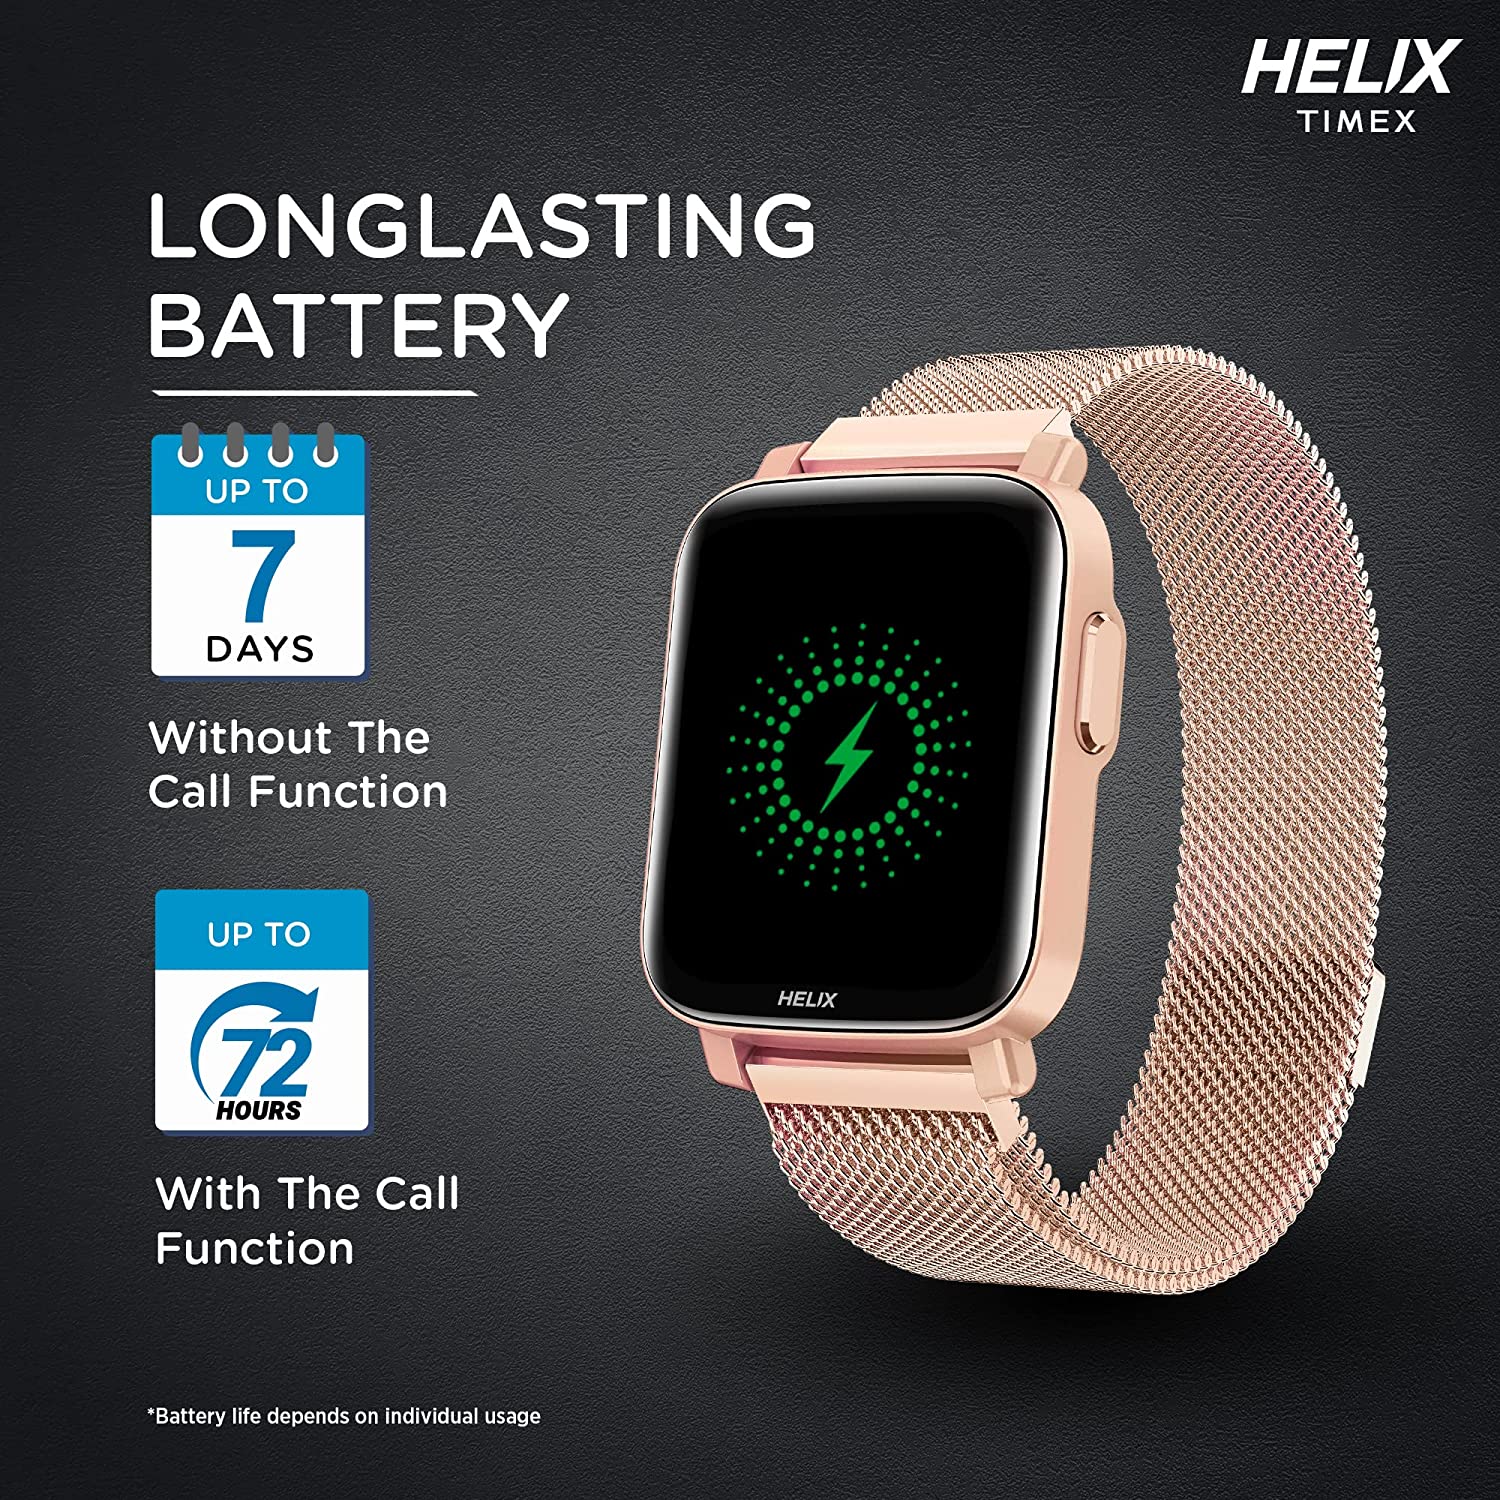 HELIX
TIMEX
LONGLASTING
BATTERY
UP TO
7
DAYS
Without The
Call Function
UP TO
72
HOURS
With The Call
Function
HELIX
*Battery life depends on individual usage